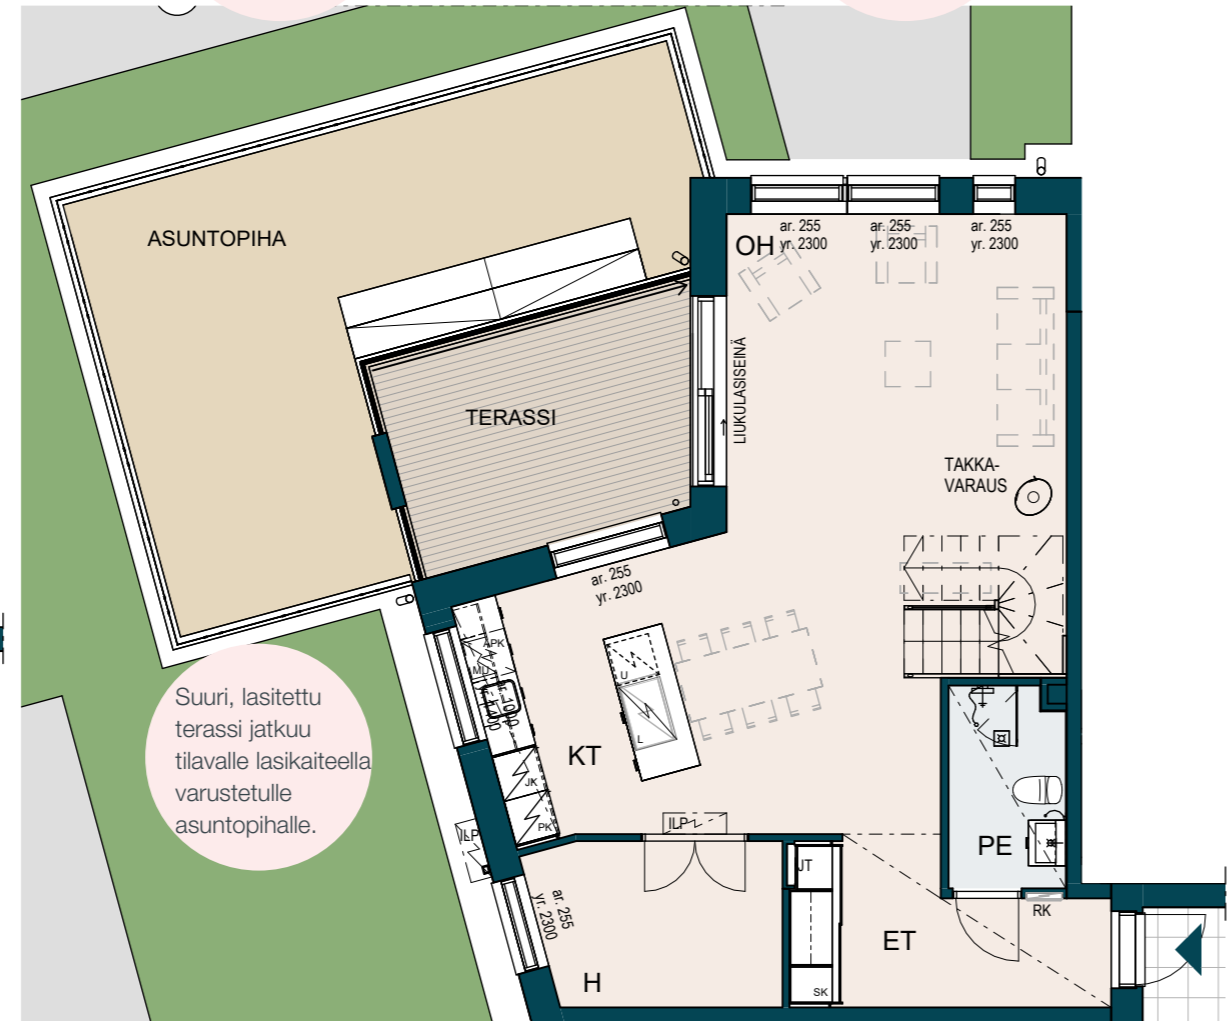 ASUNTOPIHA
OH
ar. 255
yr. 2300
ar. 255
yr. 2300
ar. 255
yr. 2300
LIUKULASISEINÄ
TERASSI
TAKKA-
VARAUS
ar. 255
yr. 2300
APK
MU
U
L
JK
PK
KT
Suuri, lasitettu
terassi jatkuu
tilavalle lasikaiteella
varustetulle
asuntopihalle.
ILP
ILP
PE
JT
RK
ar. 255
yr. 2300
ET
H
SK